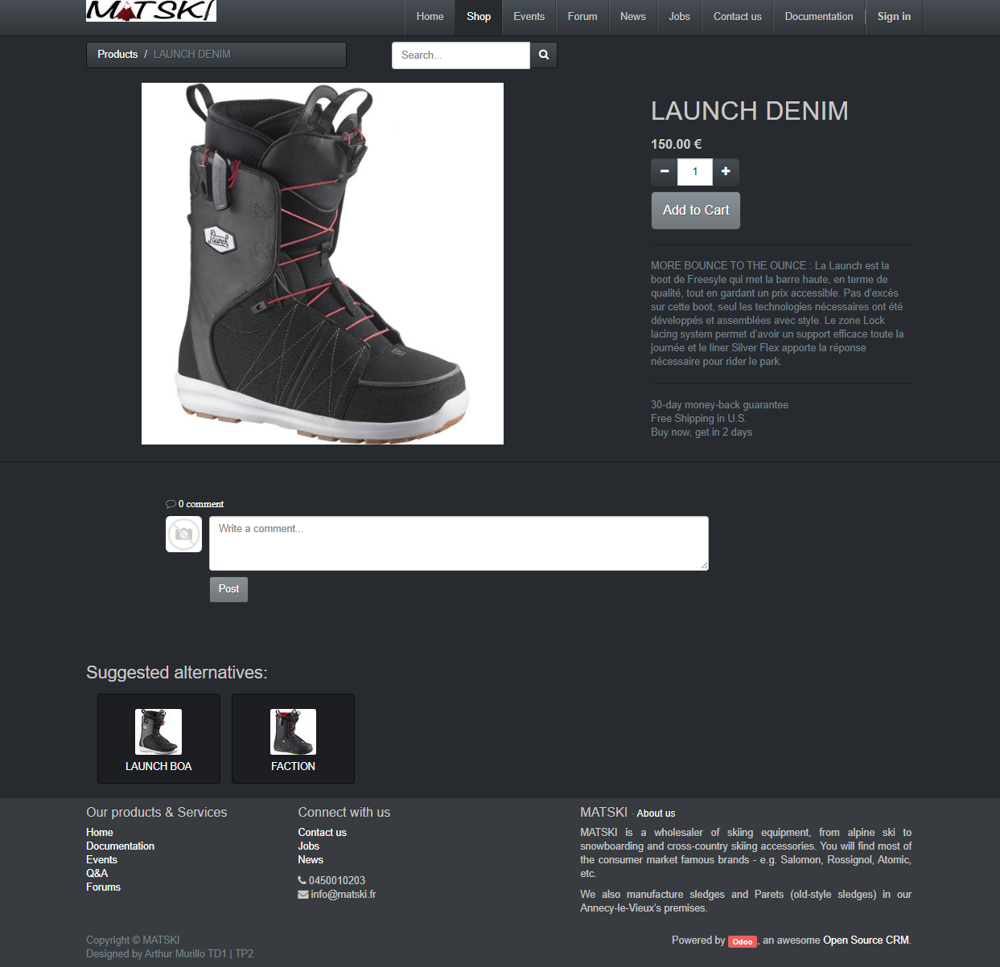 MATSKI
Home Shop Events Forum News Jobs Contact us Documentation Sign in
Products / LAUNCH DENIM
Search...
LAUNCH DENIM
150.00 €
1
Add to Cart
Launch
MORE BOUNCE TO THE OUNCE : La Launch est la
boot de Freesyle qui met la barre haute, en terme de
qualité, tout en gardant un prix accessible. Pas d'excès
sur cette boot, seul les technologies nécessaires ont été
développés et assemblées avec style. Le zone Lock
lacing system permet d'avoir un support efficace toute la
journée et le liner Silver Flex apporte la réponse
nécessaire pour rider le park.
30-day money-back guarantee
Free Shipping in U.S.
Buy now, get in 2 days
0 comment
Write a comment...
Post
Suggested alternatives:
LAUNCH BOA
FACTION
Our products & Services
Home
Documentation
Events
Q&A
Forums
Connect with us
Contact us
Jobs
News
0450010203
info@matski.fr
MATSKI - About us
MATSKI is a wholesaler of skiing equipment, from alpine ski to
snowboarding and cross-country skiing accessories. You will find most of
the consumer market famous brands - e.g. Salomon, Rossignol, Atomic,
etc.
We also manufacture sledges and Parets (old-style sledges) in our
Annecy-le-Vieux's premises.
Copyright © MATSKI
Designed by Arthur Murillo TD1 | TP2
Powered by Odoo, an awesome Open Source CRM.